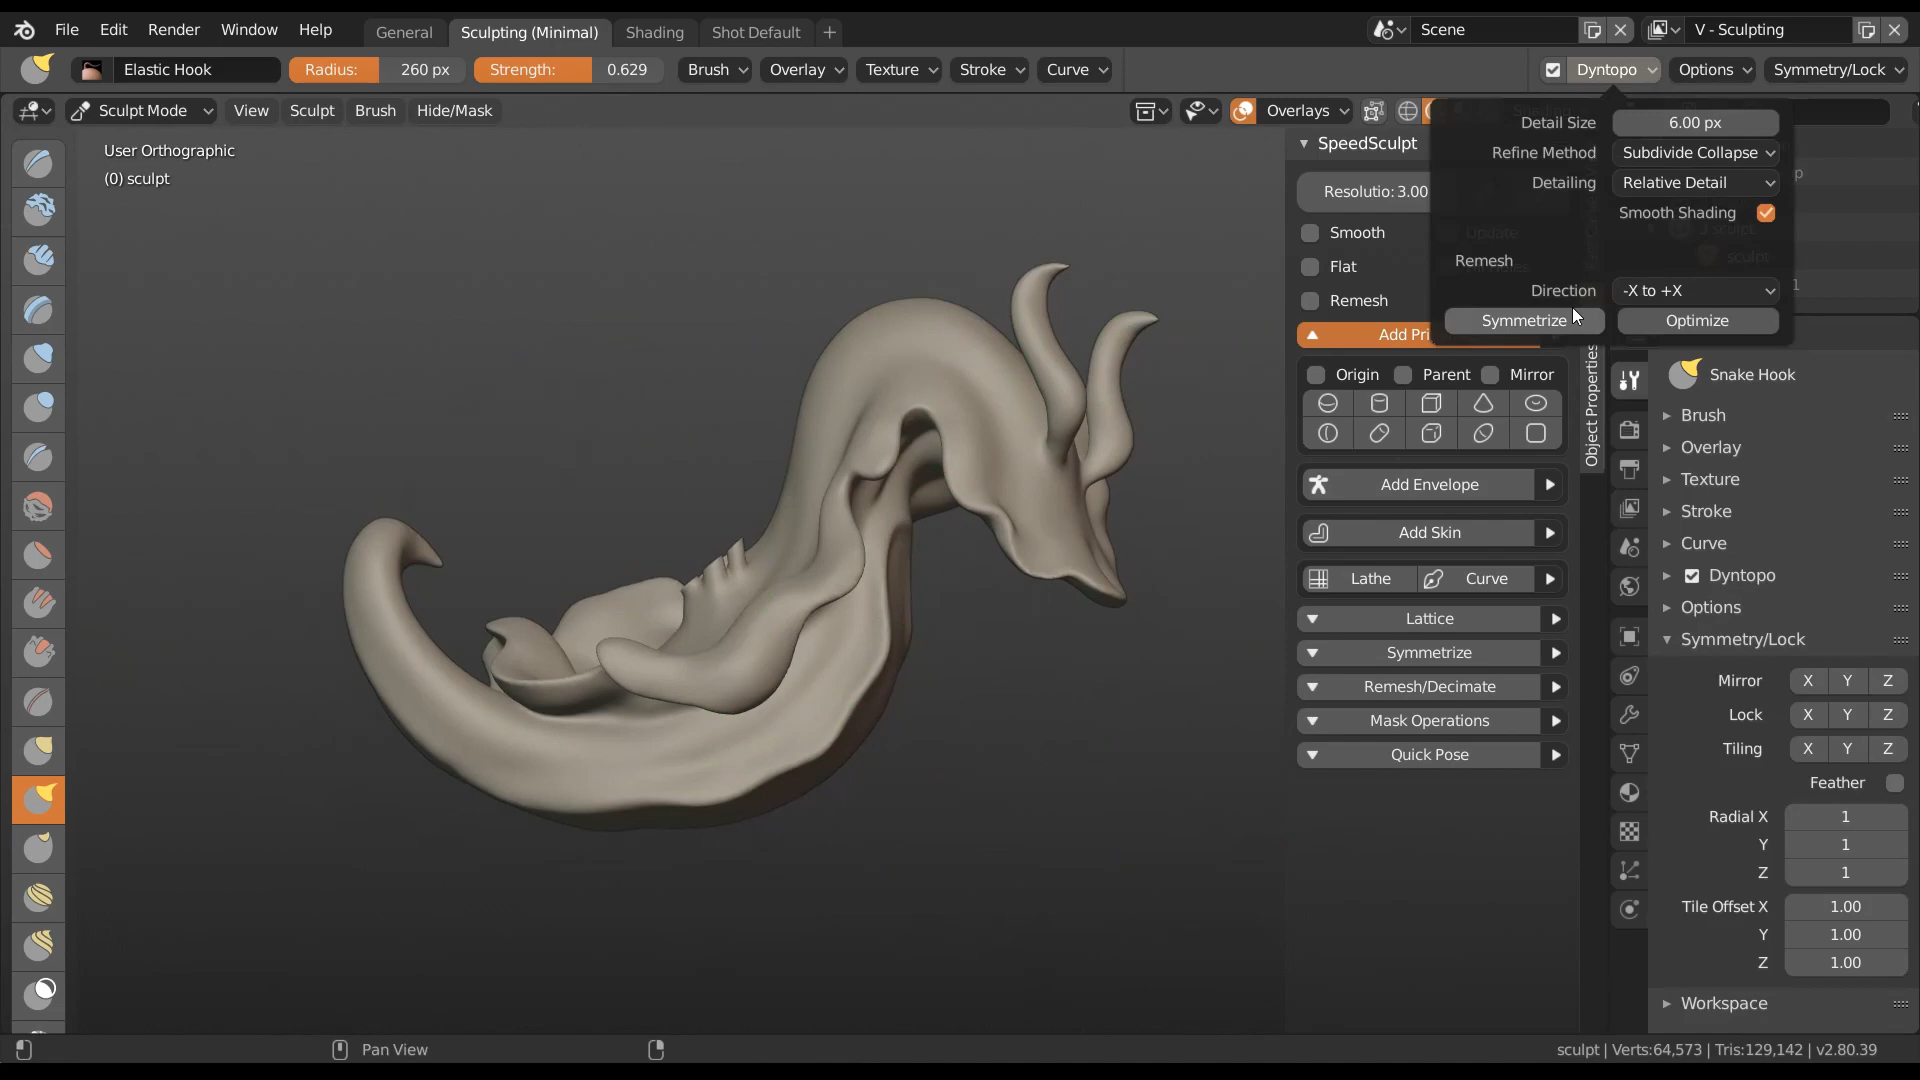 File Edit Render Window Help General Sculpting (Minimal) Shading Shot Default + Scene V - Sculpting
Elastic Hook Radius: 260 px Strength: 0.629 Brush Overlay Texture Stroke Curve Dyntopo Options Symmetry/Lock
Sculpt Mode View Sculpt Brush Hide/Mask Overlays
User Orthographic
(0) sculpt
SpeedSculpt
Resolutio: 3.00
Smooth
Flat
Remesh
Add Pri
Origin Parent Mirror
Add Envelope
Add Skin
Lathe Curve
Lattice
Symmetrize
Remesh/Decimate
Mask Operations
Quick Pose
Detail Size 6.00 px
Refine Method Subdivide Collapse
Detailing Relative Detail
Smooth Shading
Remesh
Direction -X to +X
Symmetrize Optimize
Object Properties
Snake Hook
Brush
Overlay
Texture
Stroke
Curve
Dyntopo
Options
Symmetry/Lock
Mirror X Y Z
Lock X Y Z
Tiling X Y Z
Feather
Radial X 1
Y 1
Z 1
Tile Offset X 1.00
Y 1.00
Z 1.00
Workspace
Pan View
sculpt | Verts:64,573 | Tris:129,142 | v2.80.39